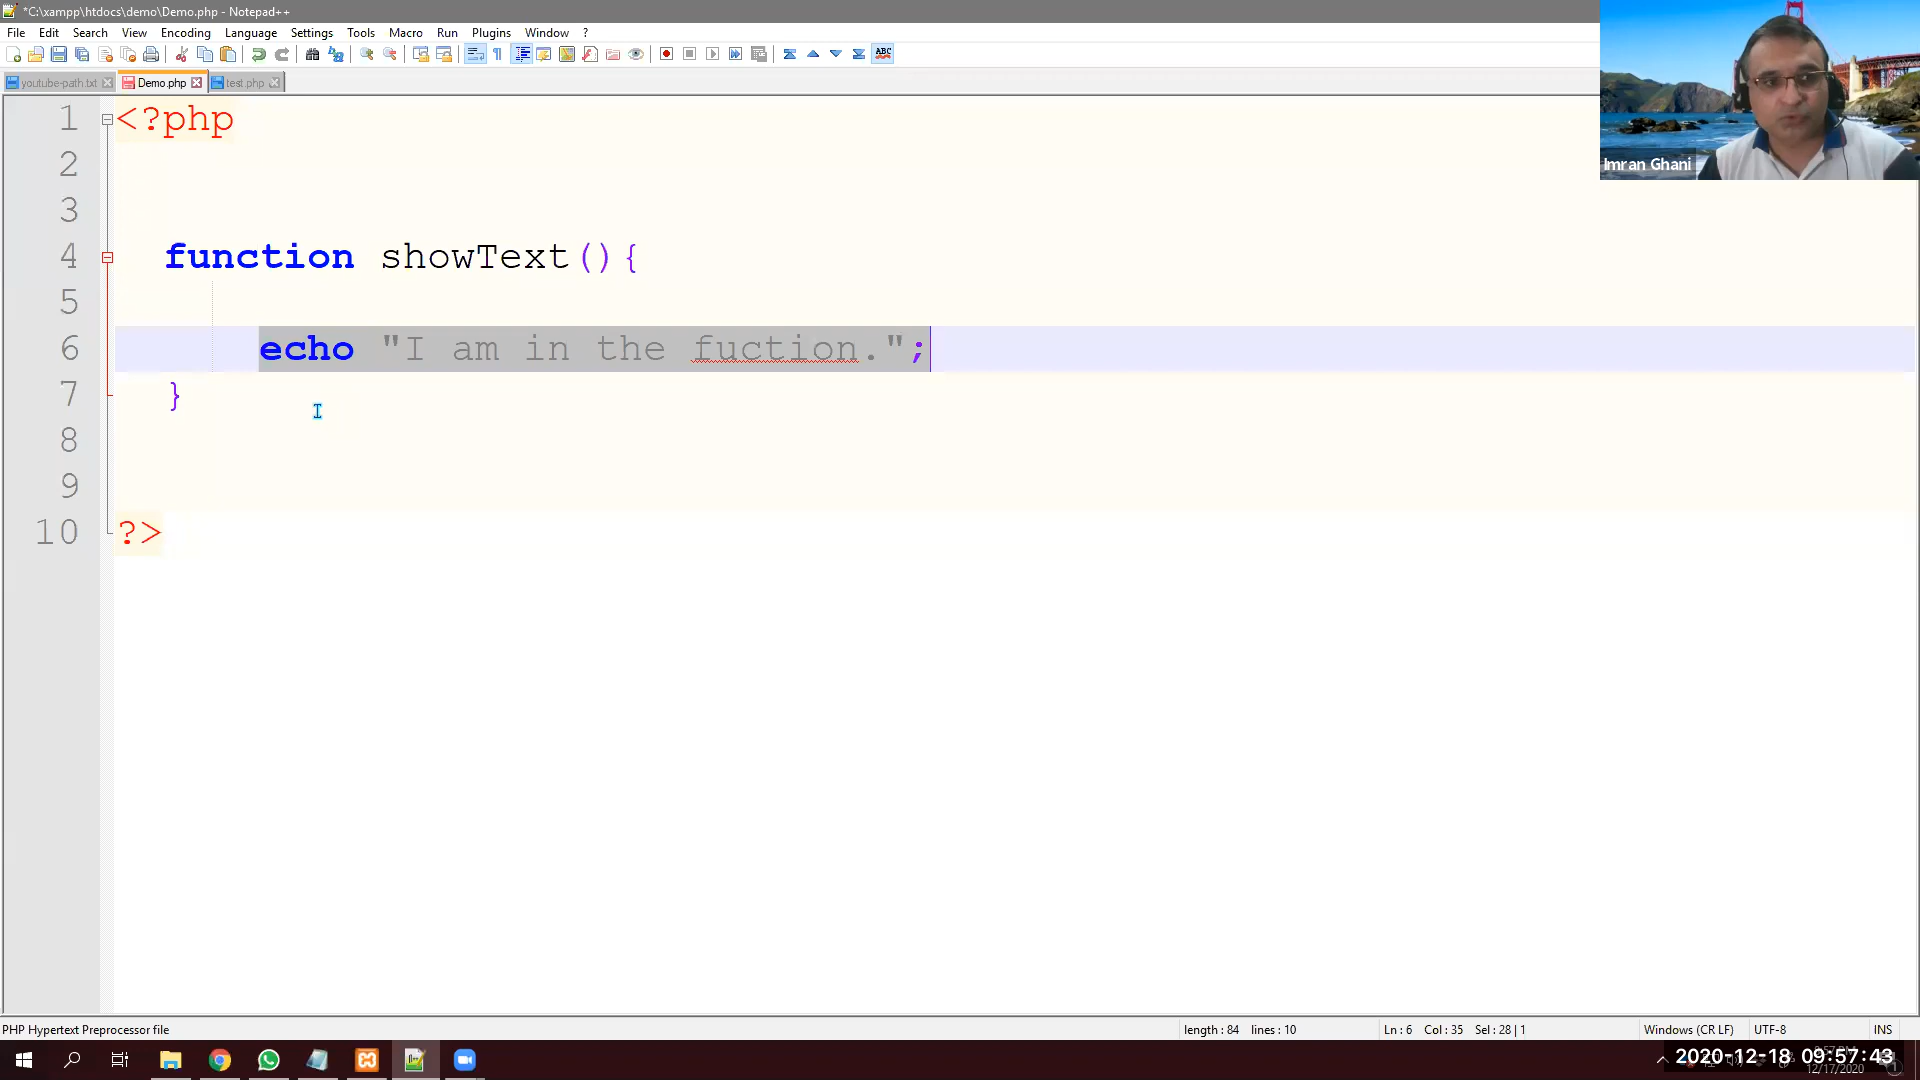 *C:\xampp\htdocs\demo\Demo.php - Notepad++
File Edit Search View Encoding Language Settings Tools Macro Run Plugins Window ?
youtube-path.txt Demo.php test.php
Imran Ghani
1 <?php
2
3
4 function showText(){
5
6 echo "I am in the fuction.";
7 }
8
9
10 ?>
PHP Hypertext Preprocessor file length : 84 lines : 10 Ln : 6 Col : 35 Sel : 28 | 1 Windows (CR LF) UTF-8 INS
2020-12-18 09:57:43
12/17/2020